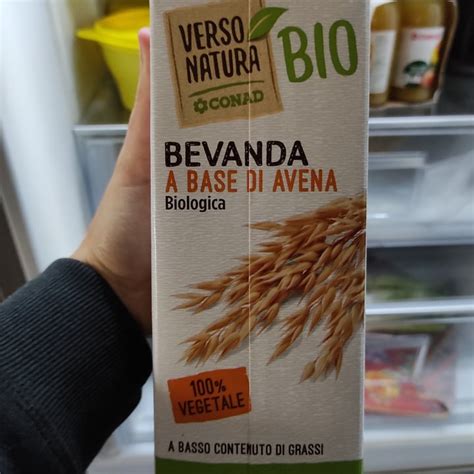 VERSO
NATURA
CONAD
BIO
BEVANDA
A BASE DI AVENA
Biologica
100%
VEGETALE
A BASSO CONTENUTO DI GRASSI